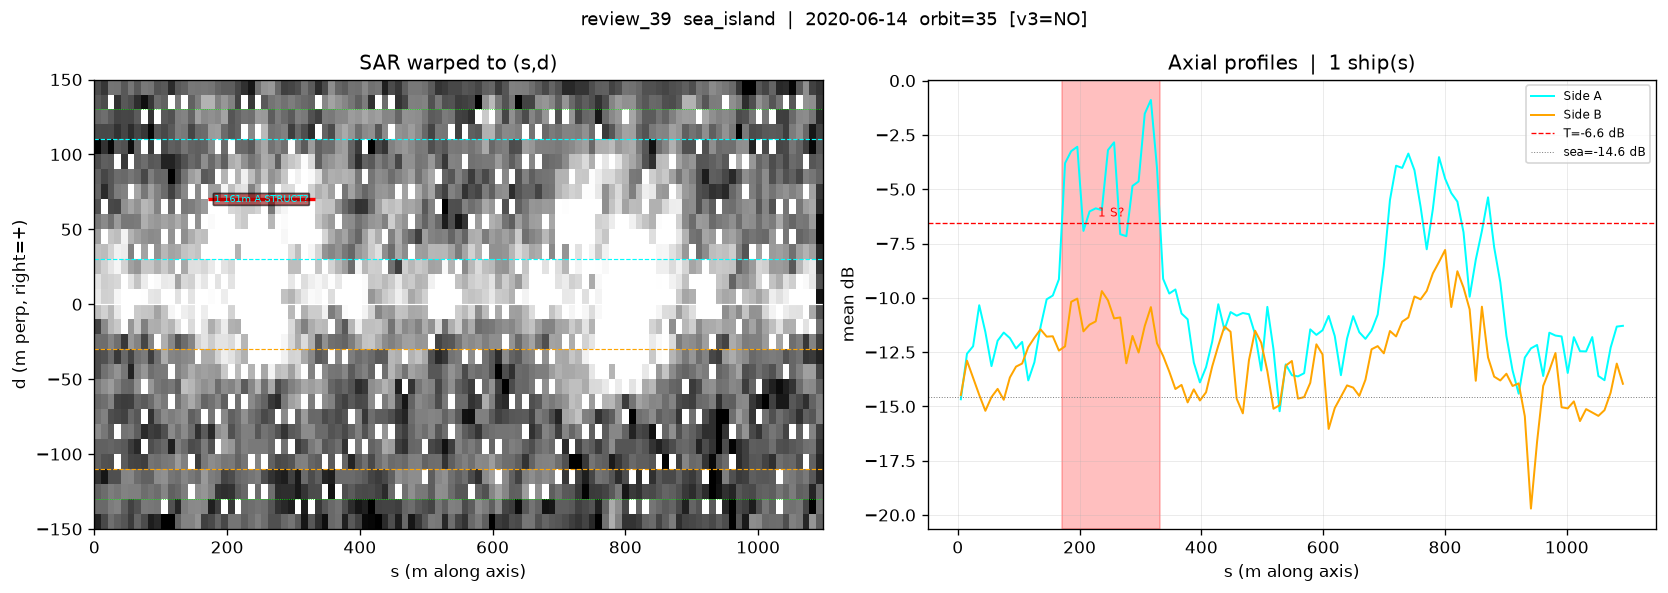 review_39 sea_island | 2020-06-14 orbit=35 [v3=NO]
SAR warped to (s,d)
150
100
50
0
−50
−100
−150
d (m perp, right=+)
0 200 400 600 800 1000
s (m along axis)
Axial profiles | 1 ship(s)
0.0
−2.5
−5.0
−7.5
−10.0
−12.5
−15.0
−17.5
−20.0
mean dB
1 S?
Side A
Side B
T=-6.6 dB
sea=-14.6 dB
0 200 400 600 800 1000
s (m along axis)